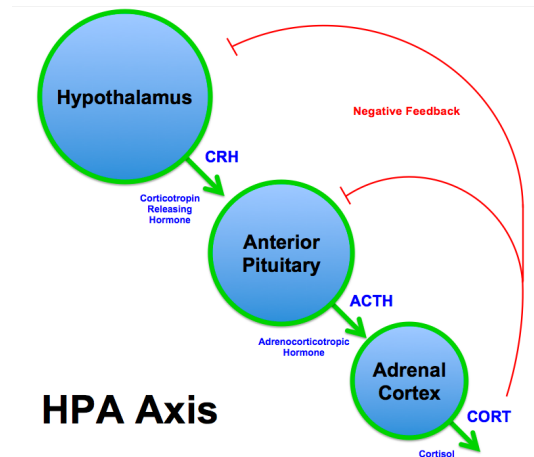 Hypothalamus
Negative Feedback
CRH
Corticotropin
Releasing
Hormone
Anterior
Pituitary
ACTH
Adrenocorticotropic
Hormone
Adrenal
Cortex
HPA Axis
CORT
Cortisol